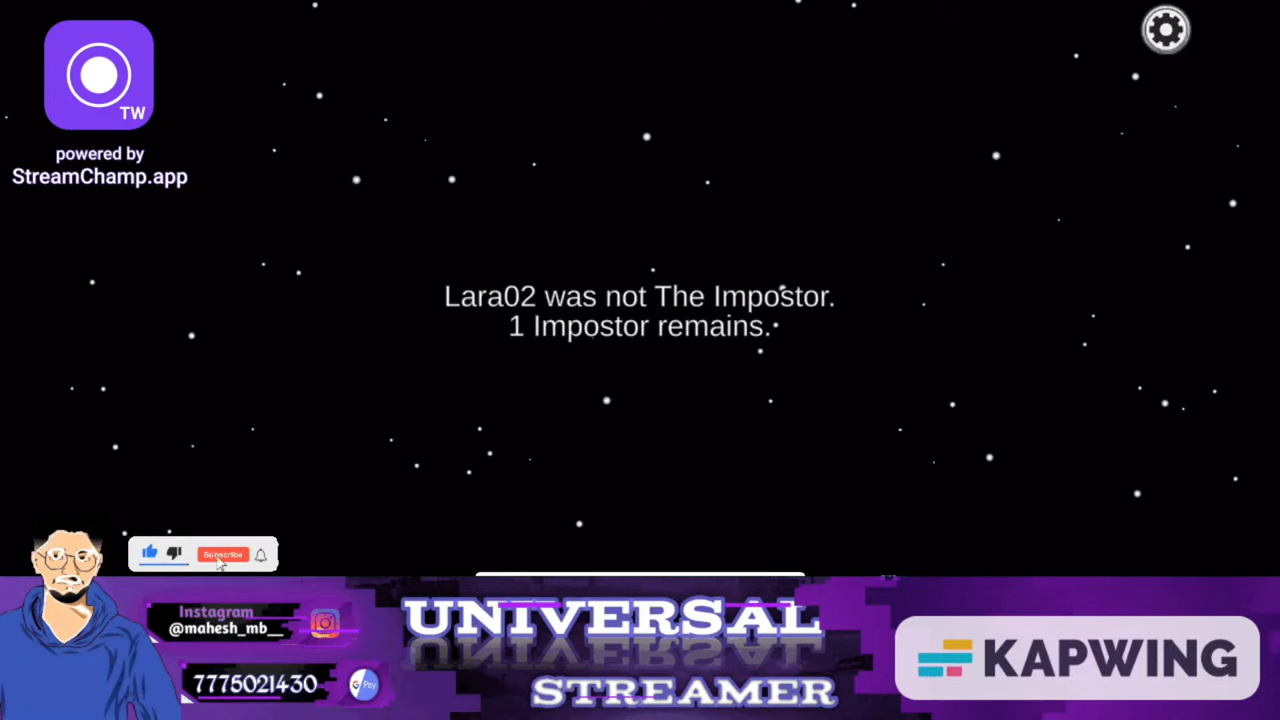 TW
powered by
StreamChamp.app
Lara02 was not The Impostor.
1 Impostor remains.
Subscribe
Instagram
@mahesh_mb__
7775021430
G Pay
UNIVERSAL
STREAMER
KAPWING